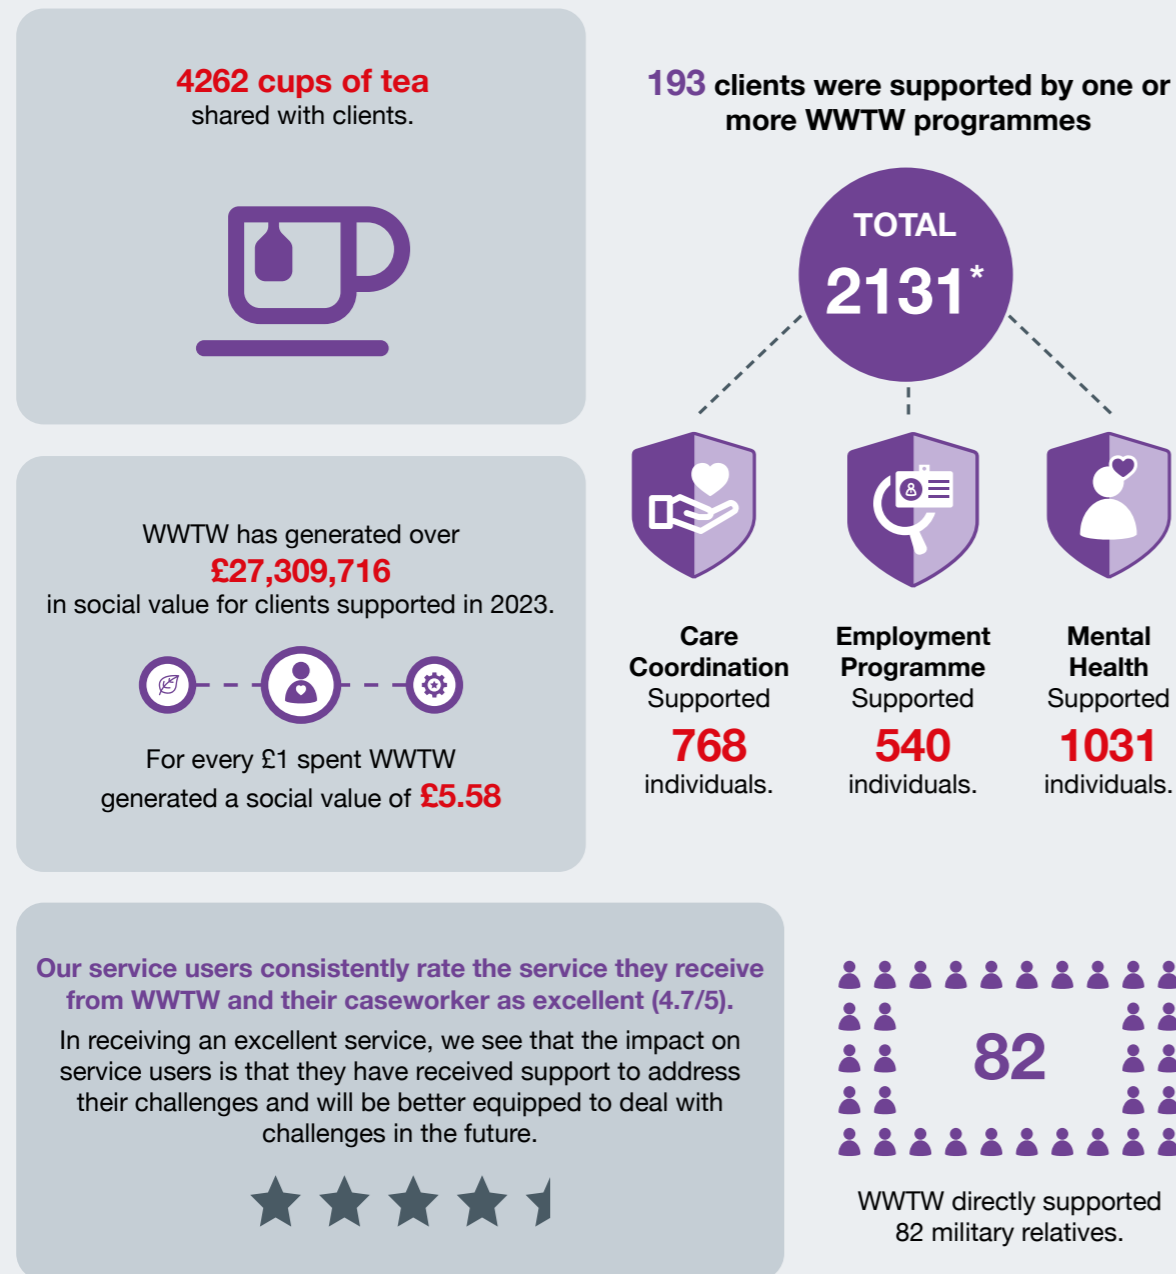 4262 cups of tea
shared with clients.
193 clients were supported by one or
more WWTW programmes
TOTAL
2131*
Care
Coordination
Supported
768
individuals.
Employment
Programme
Supported
540
individuals.
Mental
Health
Supported
1031
individuals.
WWTW has generated over
£27,309,716
in social value for clients supported in 2023.
For every £1 spent WWTW
generated a social value of £5.58
Our service users consistently rate the service they receive
from WWTW and their caseworker as excellent (4.7/5).
In receiving an excellent service, we see that the impact on
service users is that they have received support to address
their challenges and will be better equipped to deal with
challenges in the future.
82
WWTW directly supported
82 military relatives.